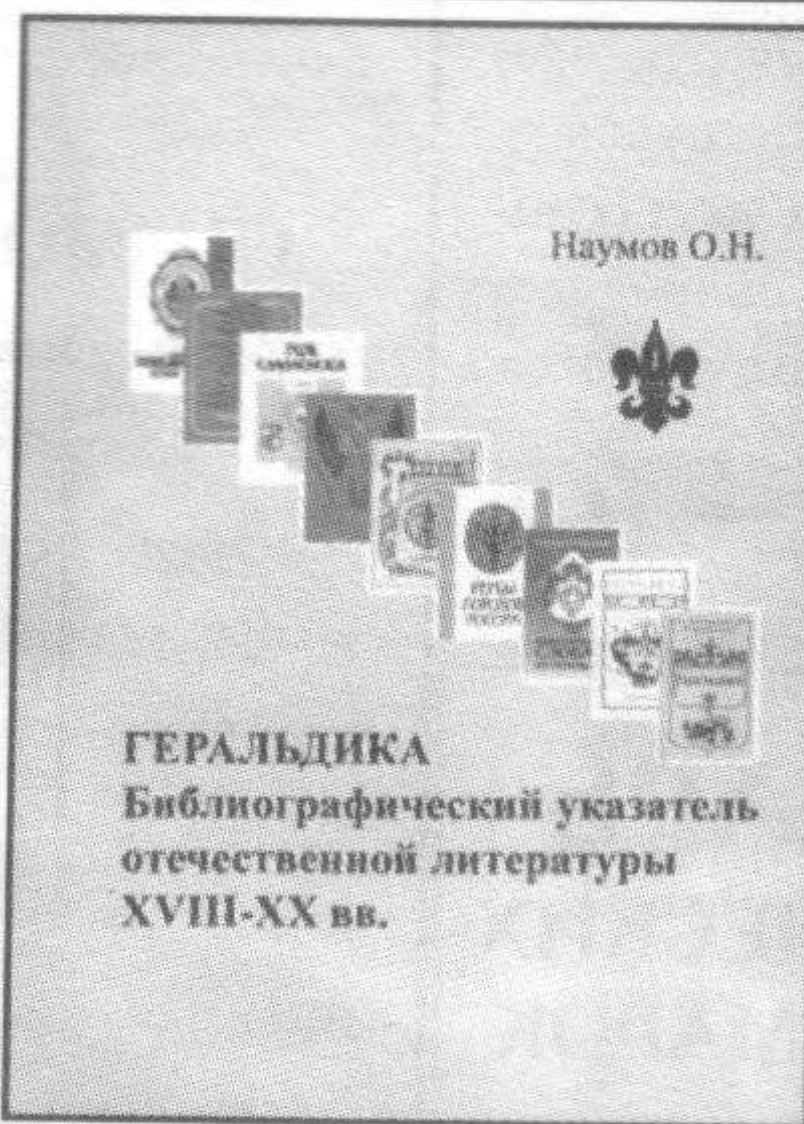 Наумов О.Н.
ГЕРАЛЬДИКА
Библиографический указатель
отечественной литературы
XVIII-XX вв.